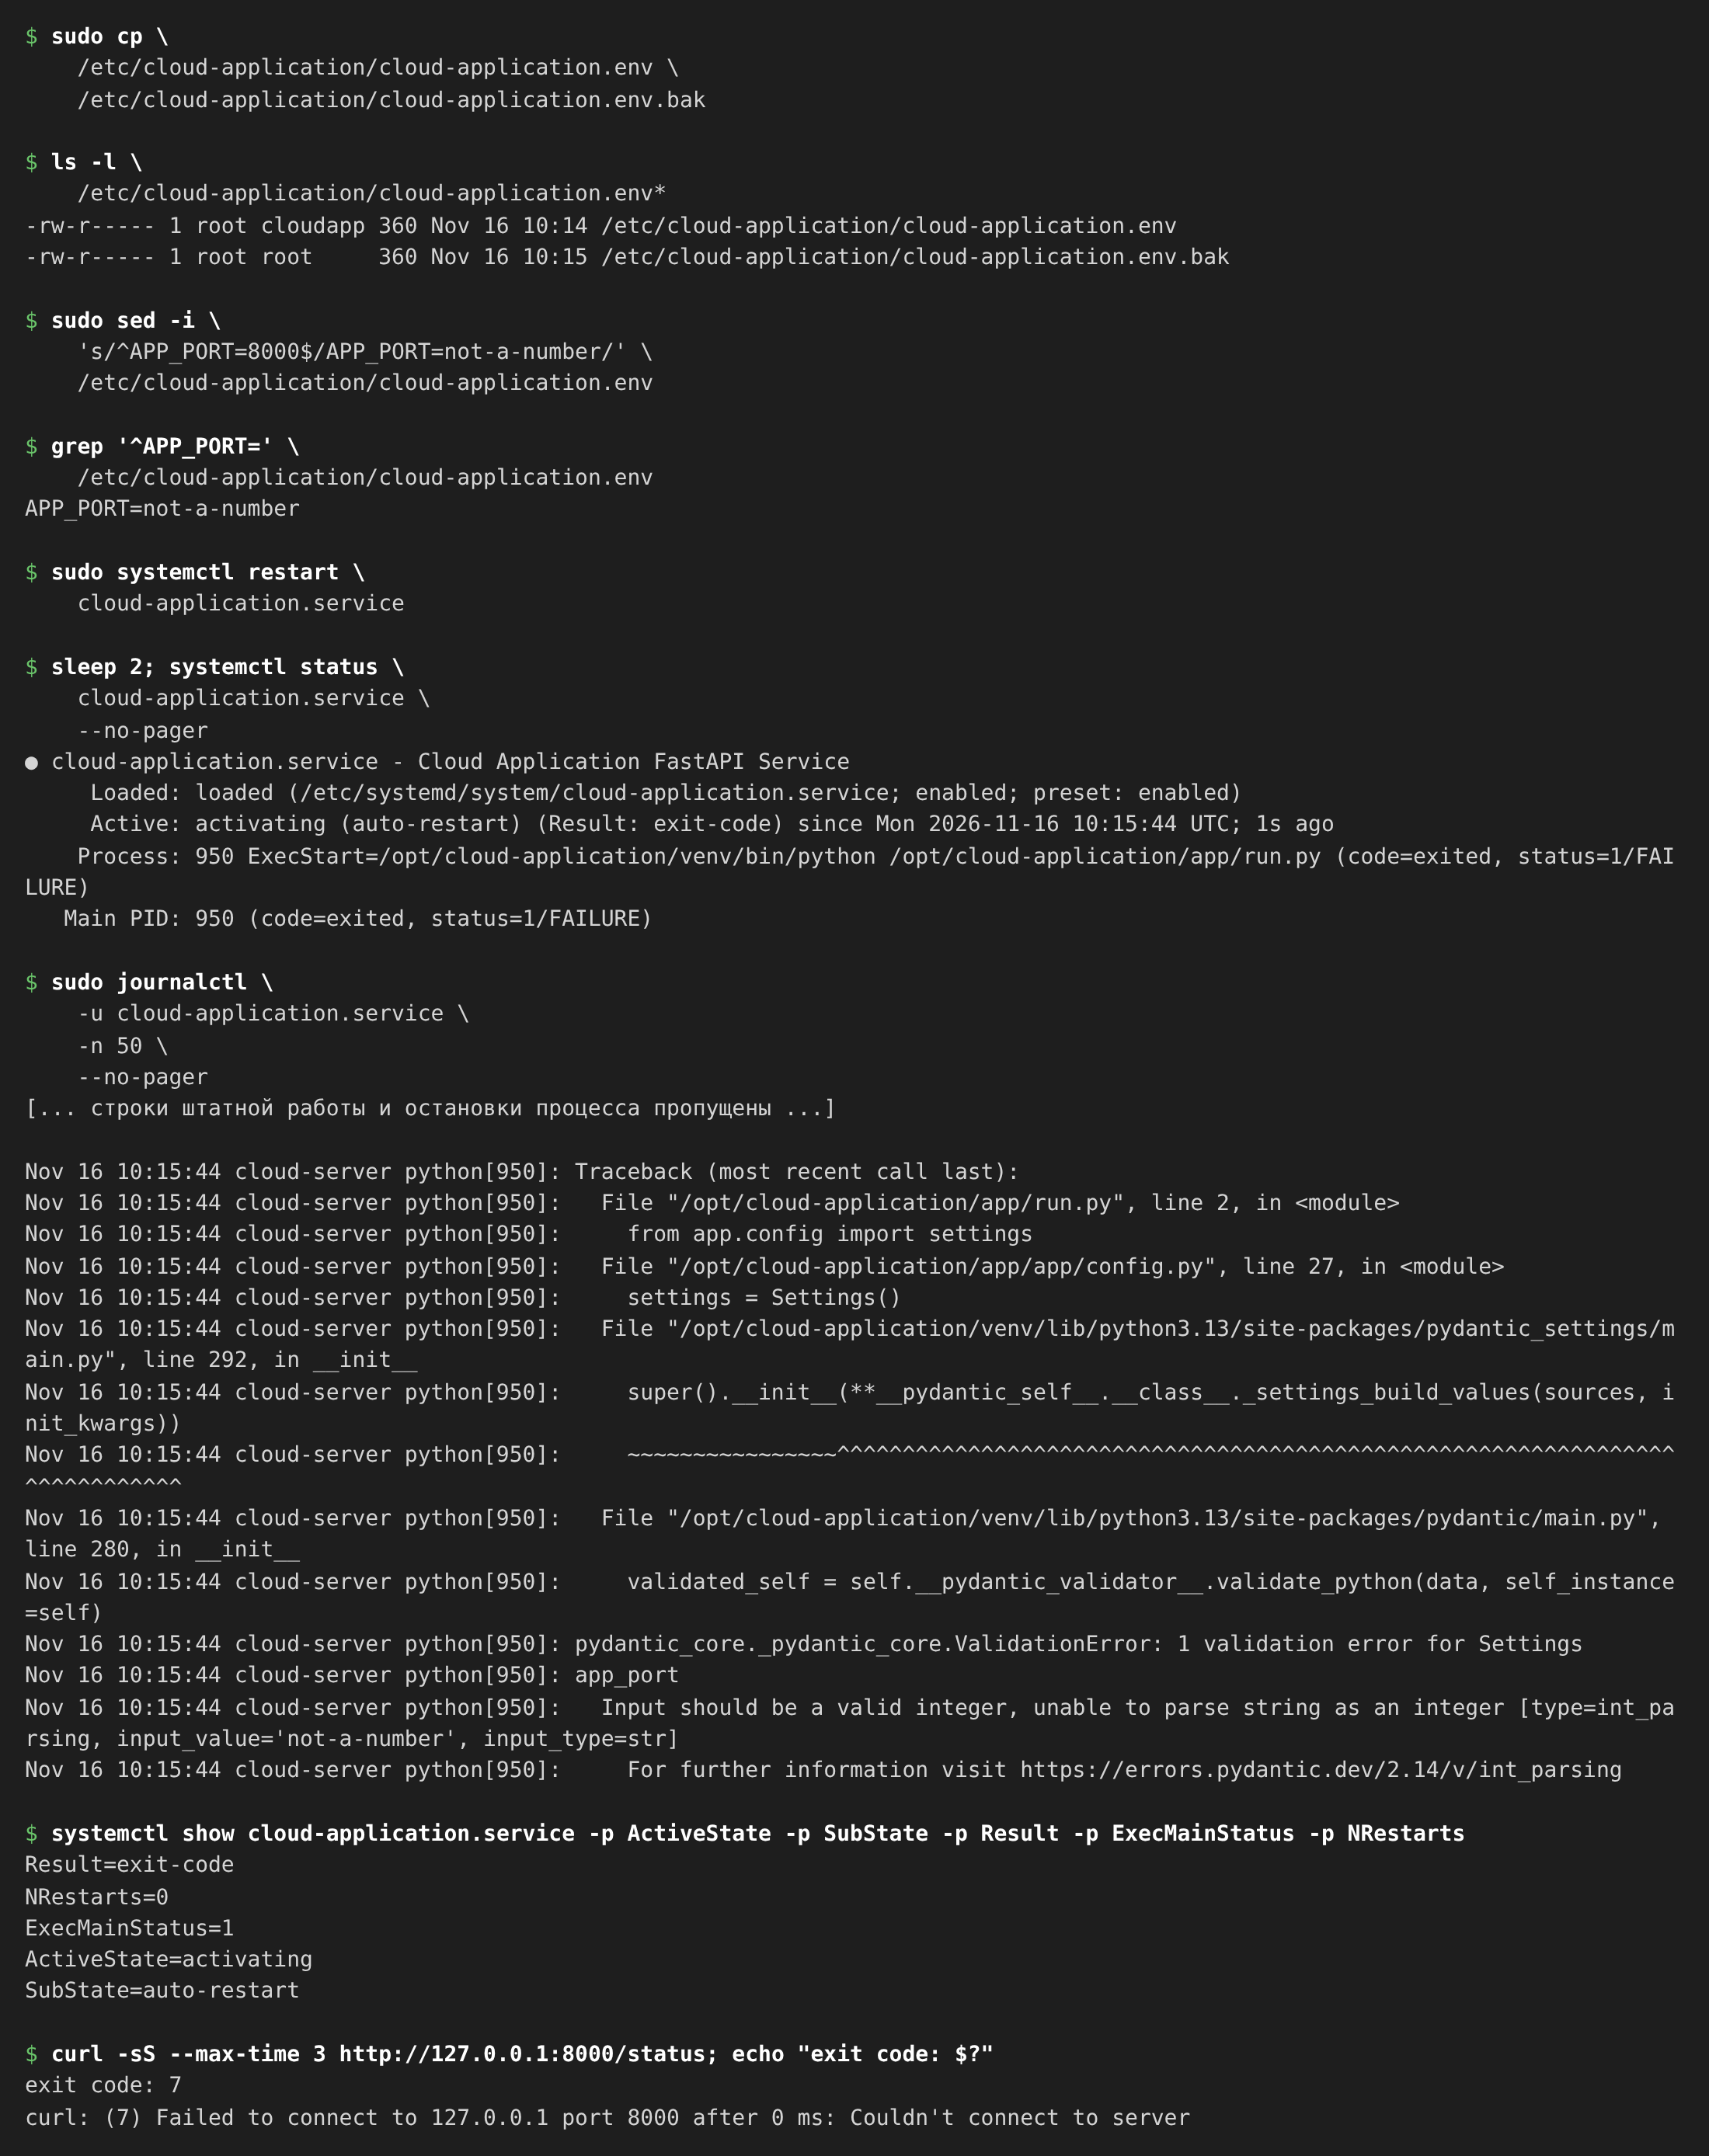 $ sudo cp \
    /etc/cloud-application/cloud-application.env \
    /etc/cloud-application/cloud-application.env.bak

$ ls -l \
    /etc/cloud-application/cloud-application.env*
-rw-r----- 1 root cloudapp 360 Nov 16 10:14 /etc/cloud-application/cloud-application.env
-rw-r----- 1 root root     360 Nov 16 10:15 /etc/cloud-application/cloud-application.env.bak

$ sudo sed -i \
    's/^APP_PORT=8000$/APP_PORT=not-a-number/' \
    /etc/cloud-application/cloud-application.env

$ grep '^APP_PORT=' \
    /etc/cloud-application/cloud-application.env
APP_PORT=not-a-number

$ sudo systemctl restart \
    cloud-application.service

$ sleep 2; systemctl status \
    cloud-application.service \
    --no-pager
● cloud-application.service - Cloud Application FastAPI Service
     Loaded: loaded (/etc/systemd/system/cloud-application.service; enabled; preset: enabled)
     Active: activating (auto-restart) (Result: exit-code) since Mon 2026-11-16 10:15:44 UTC; 1s ago
    Process: 950 ExecStart=/opt/cloud-application/venv/bin/python /opt/cloud-application/app/run.py (code=exited, status=1/FAI
LURE)
   Main PID: 950 (code=exited, status=1/FAILURE)

$ sudo journalctl \
    -u cloud-application.service \
    -n 50 \
    --no-pager
[... строки штатной работы и остановки процесса пропущены ...]

Nov 16 10:15:44 cloud-server python[950]: Traceback (most recent call last):
Nov 16 10:15:44 cloud-server python[950]:   File "/opt/cloud-application/app/run.py", line 2, in <module>
Nov 16 10:15:44 cloud-server python[950]:     from app.config import settings
Nov 16 10:15:44 cloud-server python[950]:   File "/opt/cloud-application/app/app/config.py", line 27, in <module>
Nov 16 10:15:44 cloud-server python[950]:     settings = Settings()
Nov 16 10:15:44 cloud-server python[950]:   File "/opt/cloud-application/venv/lib/python3.13/site-packages/pydantic_settings/m
ain.py", line 292, in __init__
Nov 16 10:15:44 cloud-server python[950]:     super().__init__(**__pydantic_self__.__class__._settings_build_values(sources, i
nit_kwargs))
Nov 16 10:15:44 cloud-server python[950]:     ~~~~~~~~~~~~~~~~^^^^^^^^^^^^^^^^^^^^^^^^^^^^^^^^^^^^^^^^^^^^^^^^^^^^^^^^^^^^^^^^
^^^^^^^^^^^^
Nov 16 10:15:44 cloud-server python[950]:   File "/opt/cloud-application/venv/lib/python3.13/site-packages/pydantic/main.py",
line 280, in __init__
Nov 16 10:15:44 cloud-server python[950]:     validated_self = self.__pydantic_validator__.validate_python(data, self_instance
=self)
Nov 16 10:15:44 cloud-server python[950]: pydantic_core._pydantic_core.ValidationError: 1 validation error for Settings
Nov 16 10:15:44 cloud-server python[950]: app_port
Nov 16 10:15:44 cloud-server python[950]:   Input should be a valid integer, unable to parse string as an integer [type=int_pa
rsing, input_value='not-a-number', input_type=str]
Nov 16 10:15:44 cloud-server python[950]:     For further information visit https://errors.pydantic.dev/2.14/v/int_parsing

$ systemctl show cloud-application.service -p ActiveState -p SubState -p Result -p ExecMainStatus -p NRestarts
Result=exit-code
NRestarts=0
ExecMainStatus=1
ActiveState=activating
SubState=auto-restart

$ curl -sS --max-time 3 http://127.0.0.1:8000/status; echo "exit code: $?"
exit code: 7
curl: (7) Failed to connect to 127.0.0.1 port 8000 after 0 ms: Couldn't connect to server